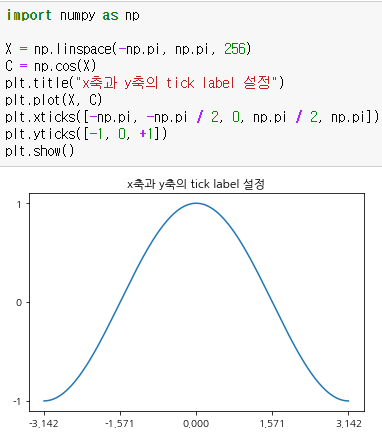 import numpy as np
X = np.linspace(-np.pi, np.pi, 256)
C = np.cos(X)
plt.title("x축과 y축의 tick label 설정")
plt.plot(X, C)
plt.xticks([-np.pi, -np.pi / 2, 0, np.pi / 2, np.pi])
plt.yticks([-1, 0, +1])
plt.show()
x축과 y축의 tick label 설정
1
0
-1
-3,142 -1,571 0,000 1,571 3,142